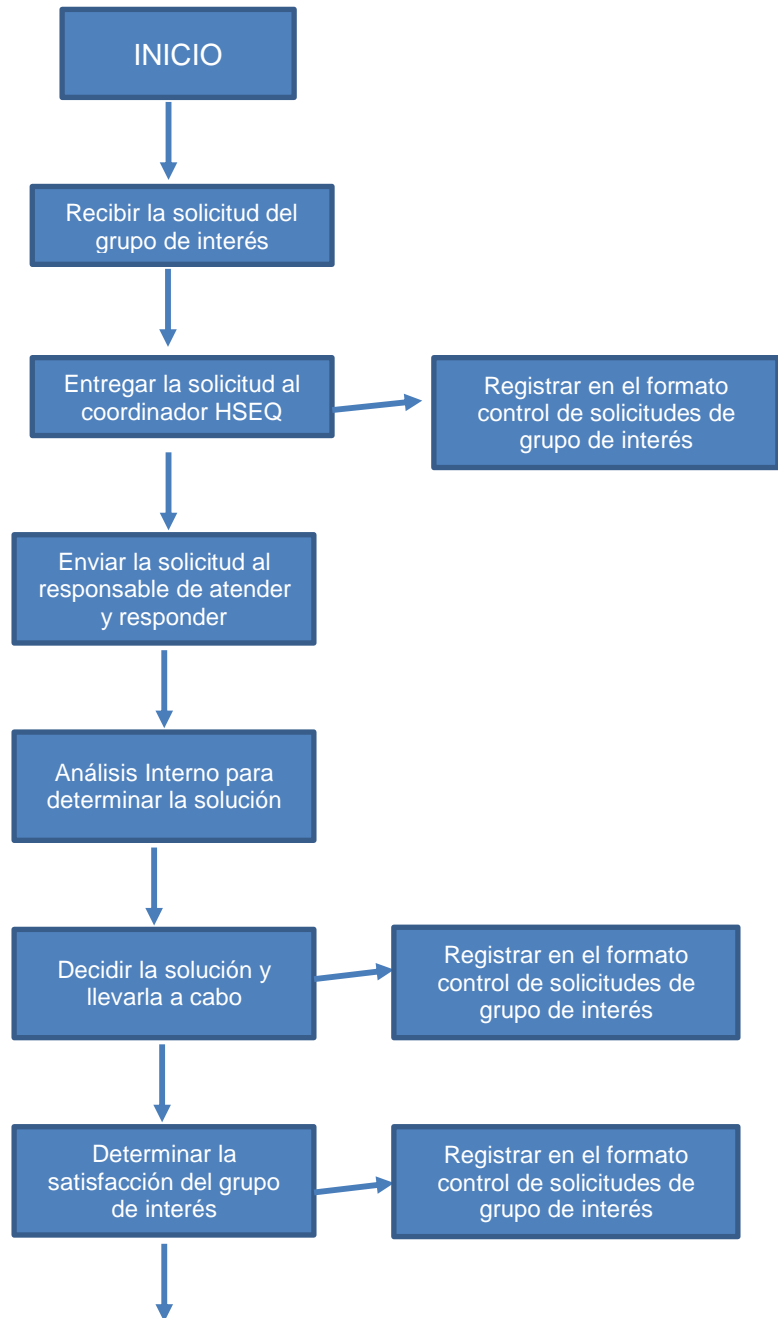 INICIO
Recibir la solicitud del
grupo de interés
Entregar la solicitud al
coordinador HSEQ
Registrar en el formato
control de solicitudes de
grupo de interés
Enviar la solicitud al
responsable de atender
y responder
Análisis Interno para
determinar la solución
Decidir la solución y
llevarla a cabo
Registrar en el formato
control de solicitudes de
grupo de interés
Determinar la
satisfacción del grupo
de interés
Registrar en el formato
control de solicitudes de
grupo de interés